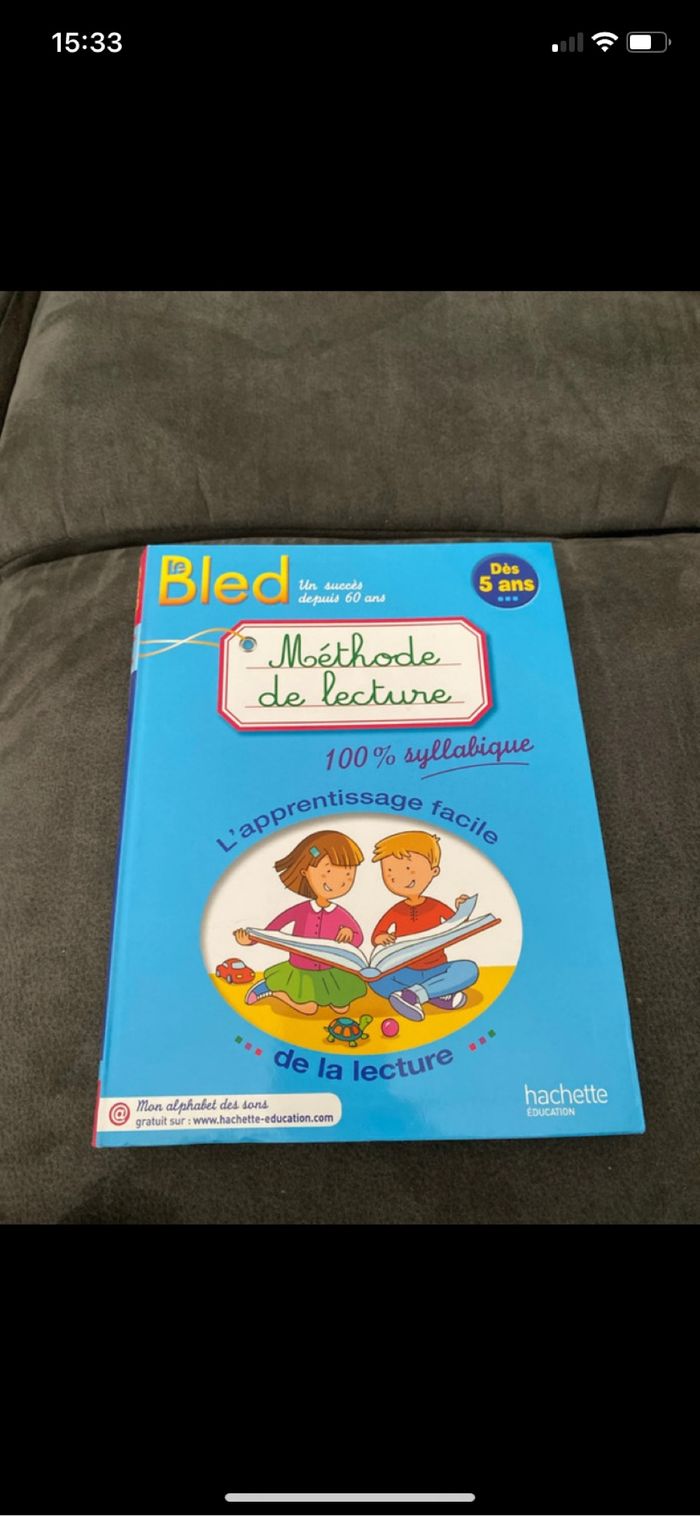 15:33
Le
Bled
Un succès
depuis 60 ans
Dès
5 ans
Méthode
de lecture
100 % syllabique
L'apprentissage facile
de la lecture
@ Mon alphabet des sons
gratuit sur : www.hachette-education.com
hachette
ÉDUCATION